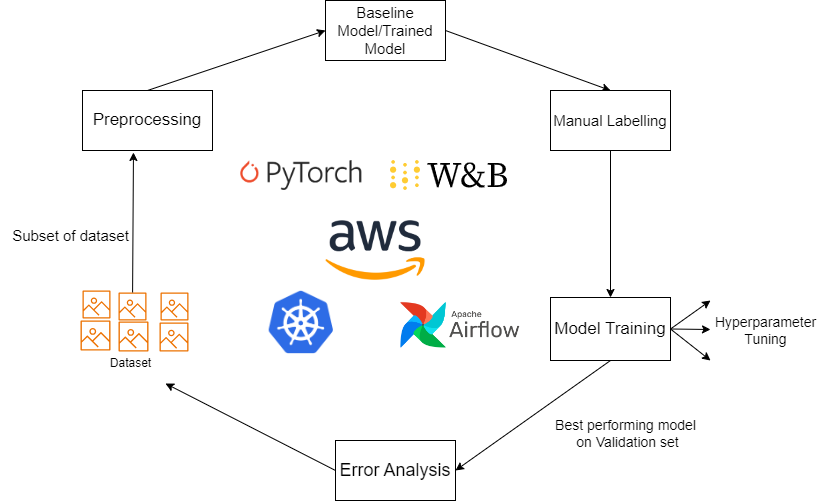 Baseline
Model/Trained
Model
Preprocessing
Manual Labelling
PyTorch
W&B
Subset of dataset
aws
Apache
Airflow
Model Training
Hyperparameter
Tuning
Dataset
Best performing model
on Validation set
Error Analysis